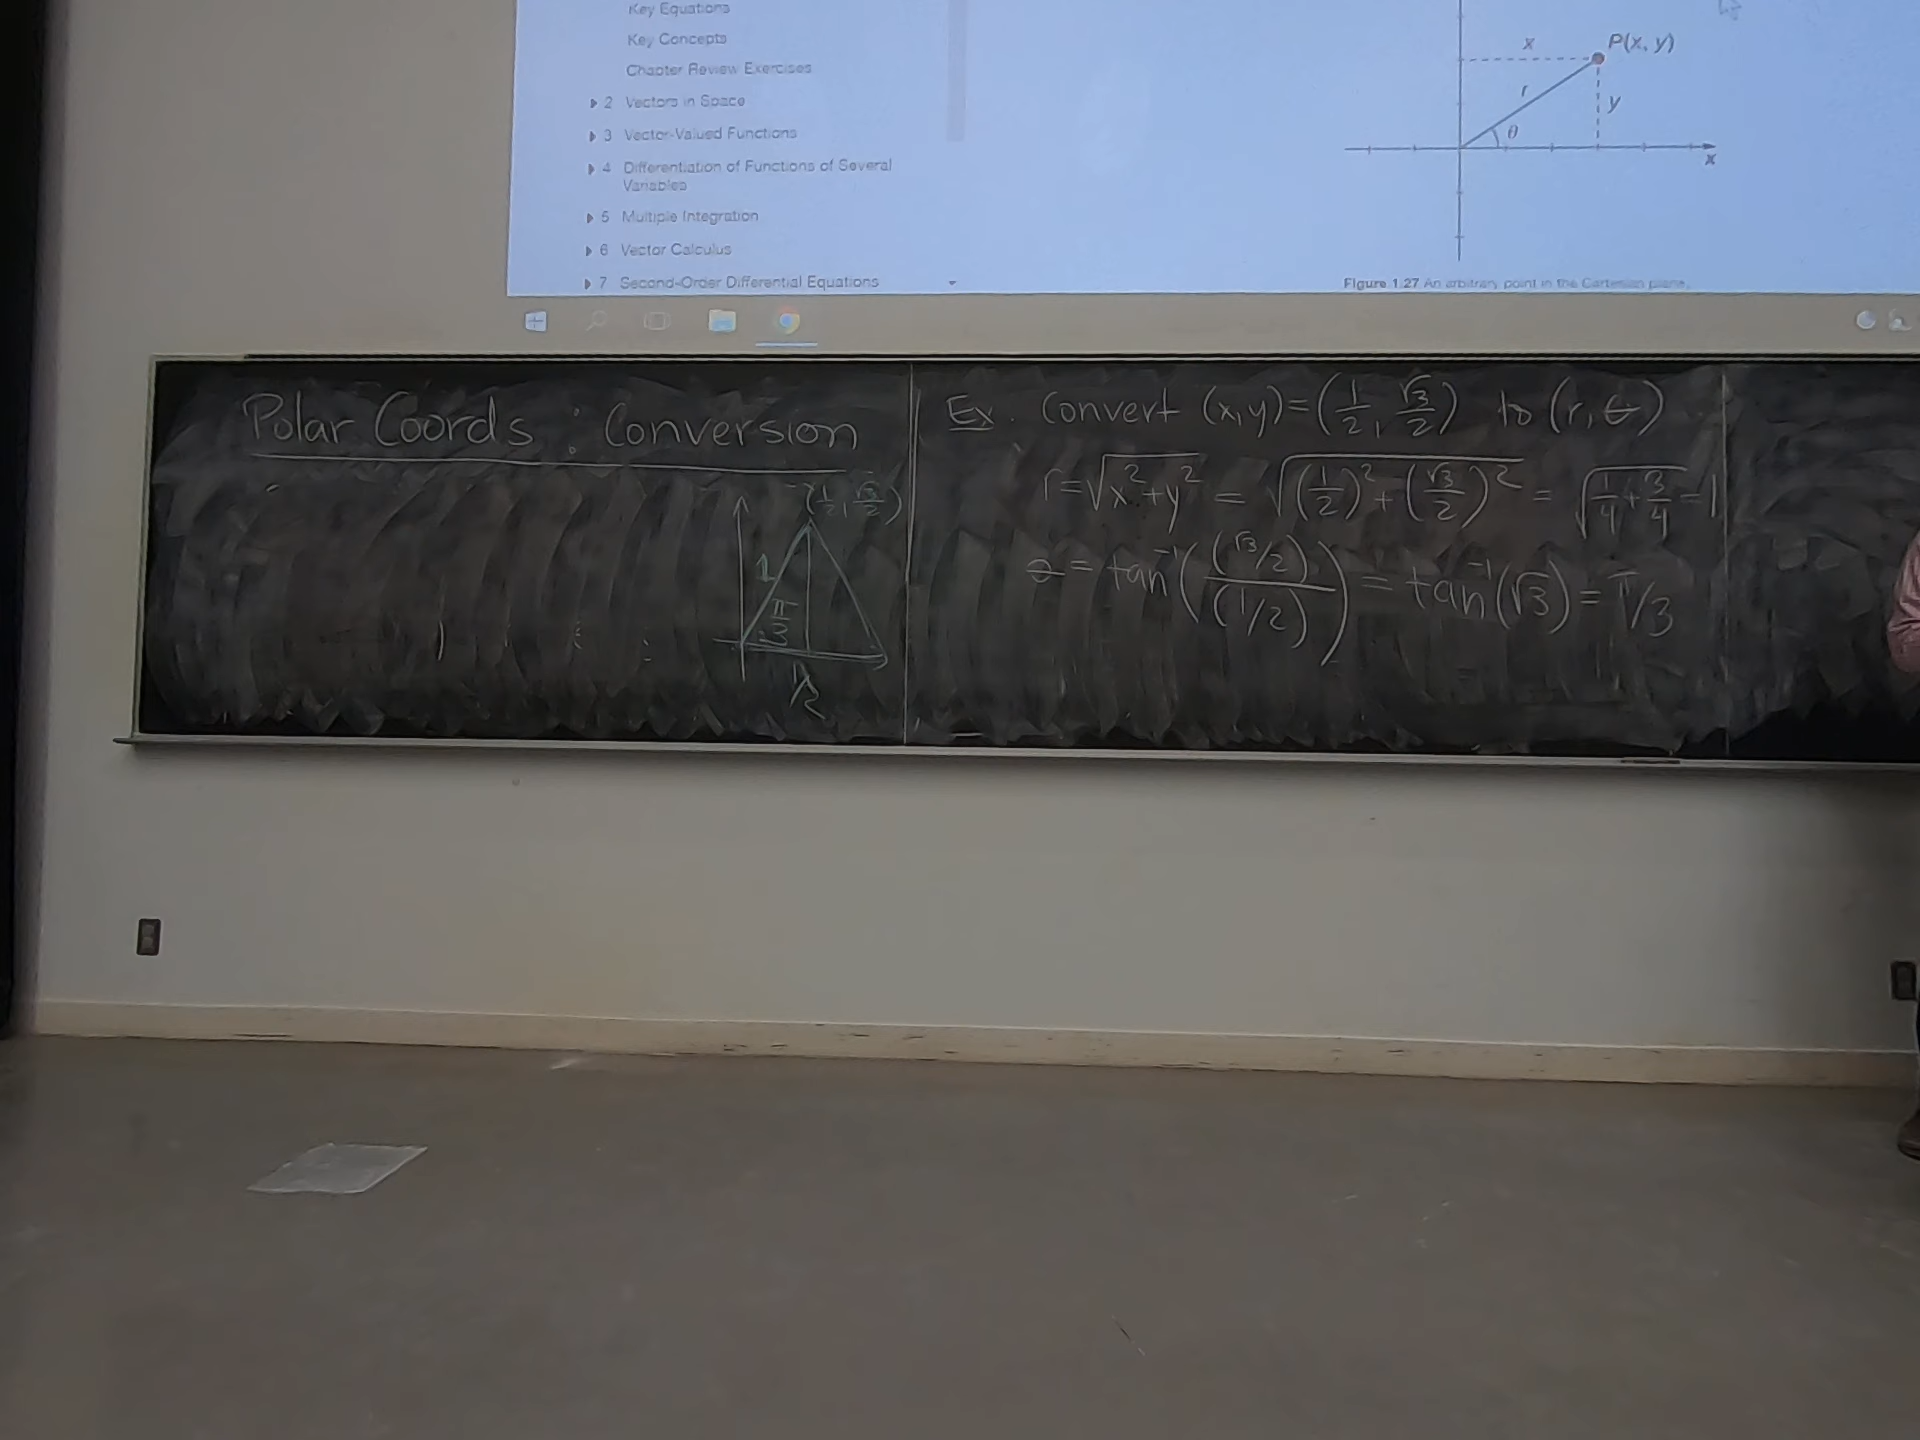 Key Equations
Key Concepts
Chapter Review Exercises
2 Vectors in Space
3 Vector-Valued Functions
4 Differentiation of Functions of Several
Variables
5 Multiple Integration
6 Vector Calculus
7 Second-Order Differential Equations
x
P(x, y)
r
y
θ
x
Figure 1.27 An arbitrary point in the Cartesian plane.
Polar Coords : Conversion
(1/2, √3/2)
1
π/3
1/2
Ex. Convert (x,y)=(1/2, √3/2) to (r,θ)
r=√(x²+y²) = √((1/2)²+(√3/2)²) = √(1/4+3/4)=1
θ=tan⁻¹((√3/2)/(1/2))=tan⁻¹(√3)=π/3